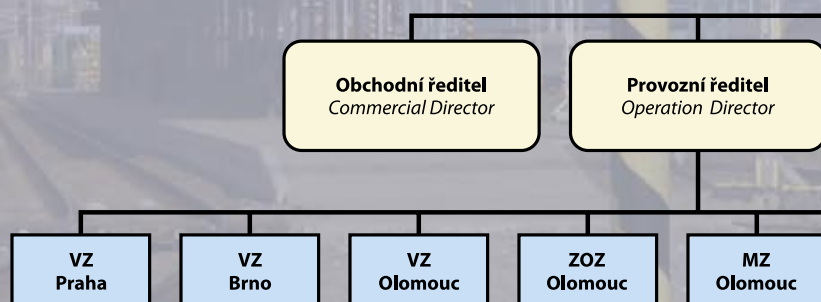 Obchodní ředitel
Commercial Director
Provozní ředitel
Operation Director
VZ
Praha
VZ
Brno
VZ
Olomouc
ZOZ
Olomouc
MZ
Olomouc